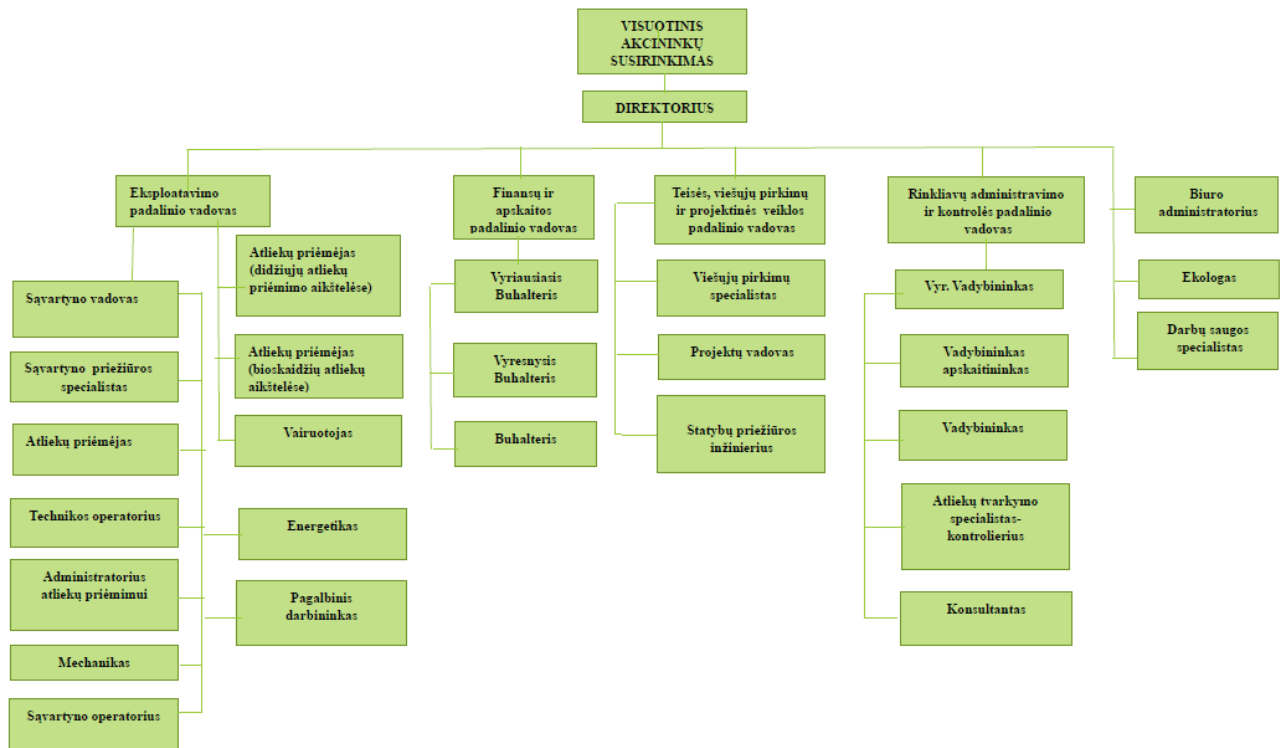 VISUOTINIS
AKCININKŲ
SUSIRINKIMAS
DIREKTORIUS
Eksploatavimo
padalinio vadovas
Finansų ir
apskaitos
padalinio vadovas
Teisės, viešųjų pirkimų
ir projektinės veiklos
padalinio vadovas
Rinkliavų administravimo
ir kontrolės padalinio
vadovas
Biuro
administratorius
Ekologas
Darbų saugos
specialistas
Sąvartyno vadovas
Sąvartyno priežiūros
specialistas
Atliekų priėmėjas
Technikos operatorius
Administratorius
atliekų priėmimui
Mechanikas
Sąvartyno operatorius
Atliekų priėmėjas
(didžiųjų atliekų
priėmimo aikštelėse)
Atliekų priėmėjas
(bioskaidžių atliekų
aikštelėse)
Vairuotojas
Energetikas
Pagalbinis
darbininkas
Vyriausiasis
Buhalteris
Vyresnysis
Buhalteris
Buhalteris
Viešųjų pirkimų
specialistas
Projektų vadovas
Statybų priežiūros
inžinierius
Vyr. Vadybininkas
Vadybininkas
apskaitininkas
Vadybininkas
Atliekų tvarkymo
specialistas-
kontrolierius
Konsultantas